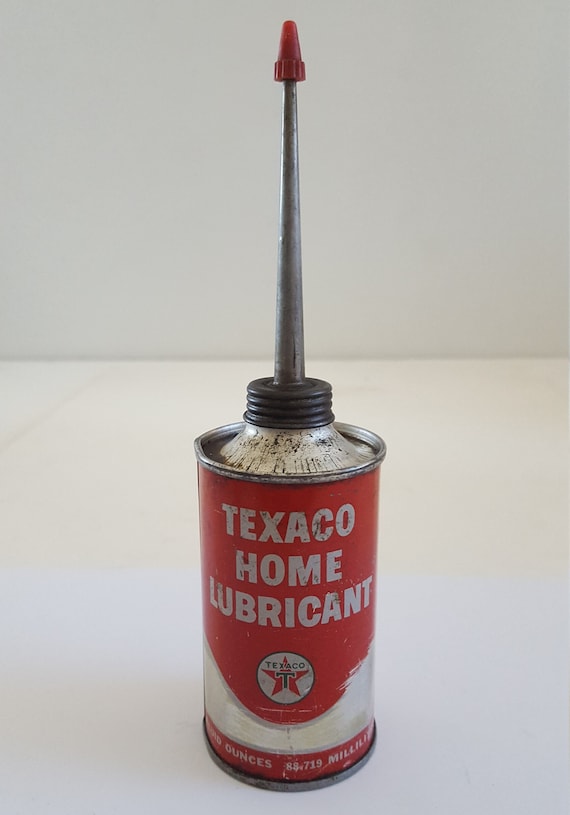 TEXACO
HOME
LUBRICANT
TEXACO
T
OUNCES 88.719